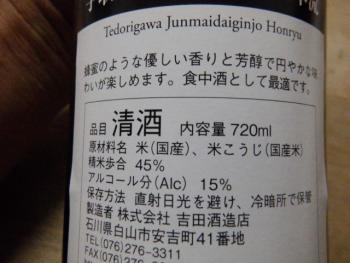 Tedorigawa Junmaidaiginjo Honryu
蜂蜜のような優しい香りと芳醇で円やかな味
わいが楽しめます。食中酒として最適です。
品目 清酒 内容量 720ml
原材料名 米(国産)、米こうじ(国産米)
精米歩合 45%
アルコール分(Alc) 15%
保存方法 直射日光を避け、冷暗所で保管
製造者 株式会社 吉田酒造店
石川県白山市安吉町41番地
TEL(076)276-3311